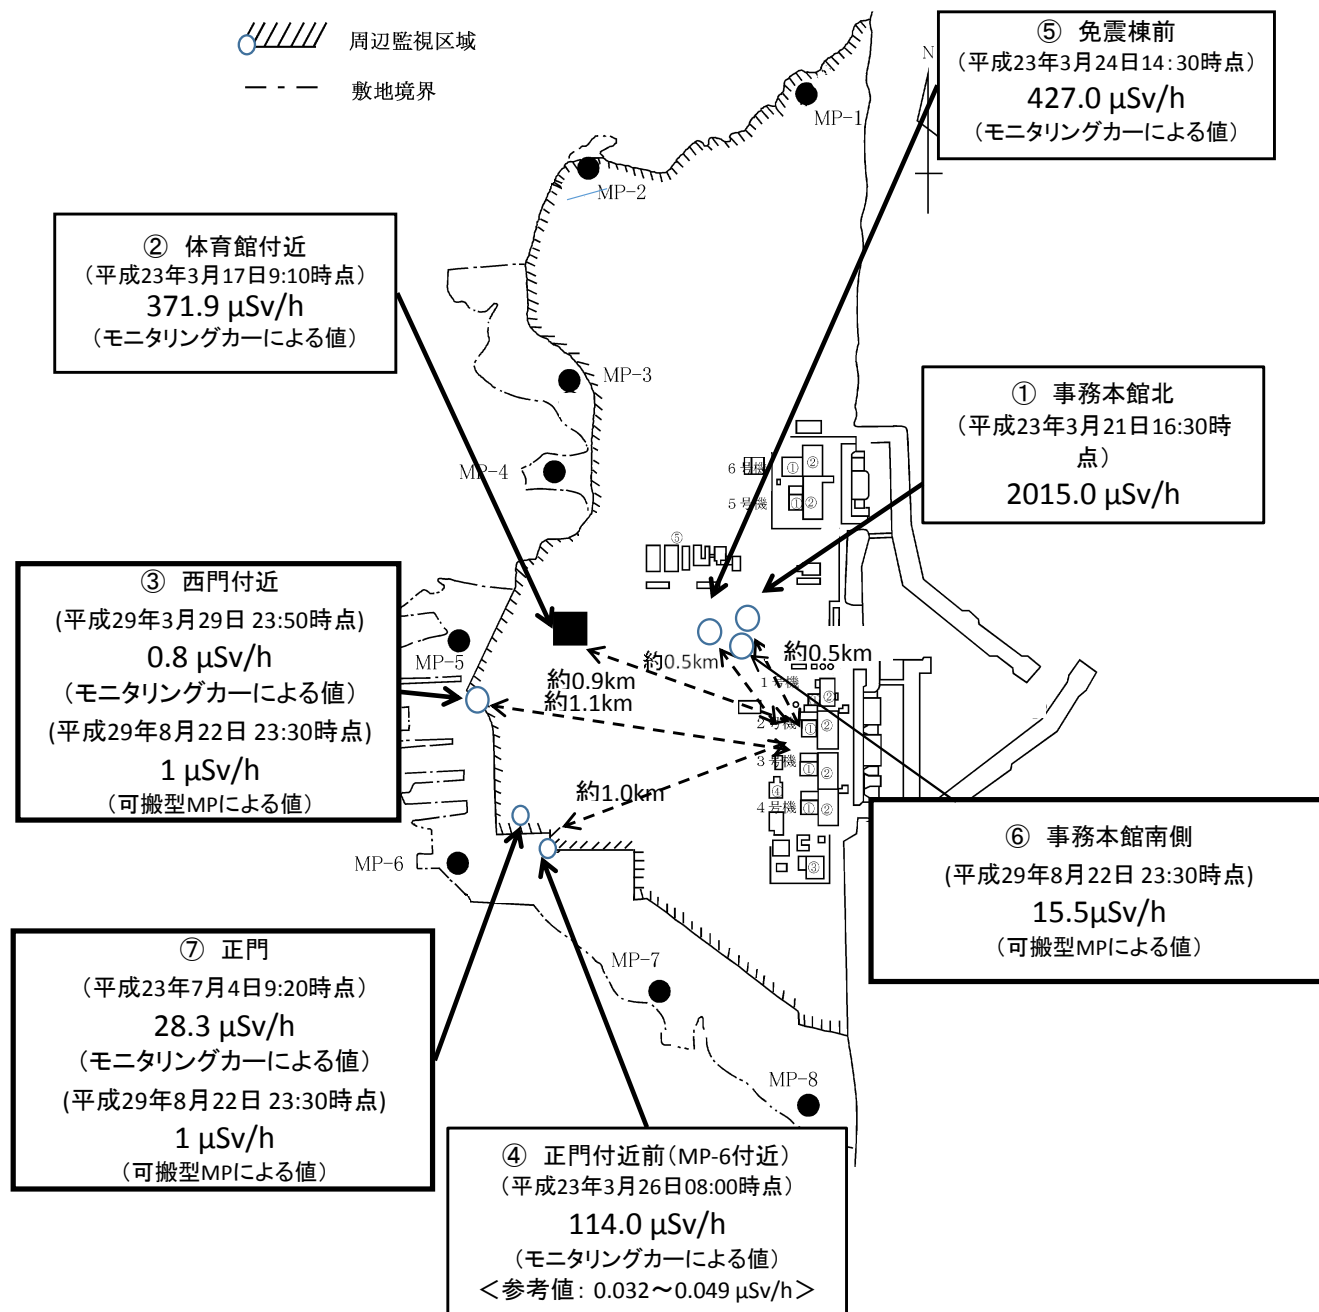 周辺監視区域
敷地境界
⑤ 免震棟前
（平成23年3月24日14：30時点）
427.0 μSv/h
（モニタリングカーによる値）
N
MP-1
MP-2
② 体育館付近
（平成23年3月17日9:10時点）
371.9 μSv/h
（モニタリングカーによる値）
MP-3
① 事務本館北
（平成23年3月21日16:30時
点）
2015.0 μSv/h
MP-4
6号機
① ②
5号機
① ②
⑤
③ 西門付近
(平成29年3月29日 23:50時点)
0.8 μSv/h
（モニタリングカーによる値）
(平成29年8月22日 23:30時点)
1 μSv/h
（可搬型MPによる値）
MP-5
約0.9km
約1.1km
約0.5km
約0.5km
1号機
②
2号機
① ②
3号機
① ②
④
4号機
① ②
③
約1.0km
MP-6
⑥ 事務本館南側
(平成29年8月22日 23:30時点)
15.5μSv/h
（可搬型MPによる値）
⑦ 正門
（平成23年7月4日9:20時点）
28.3 μSv/h
（モニタリングカーによる値）
(平成29年8月22日 23:30時点)
1 μSv/h
（可搬型MPによる値）
MP-7
MP-8
④ 正門付近前（MP-6付近）
（平成23年3月26日08:00時点）
114.0 μSv/h
（モニタリングカーによる値）
＜参考値： 0.032～0.049 μSv/h＞